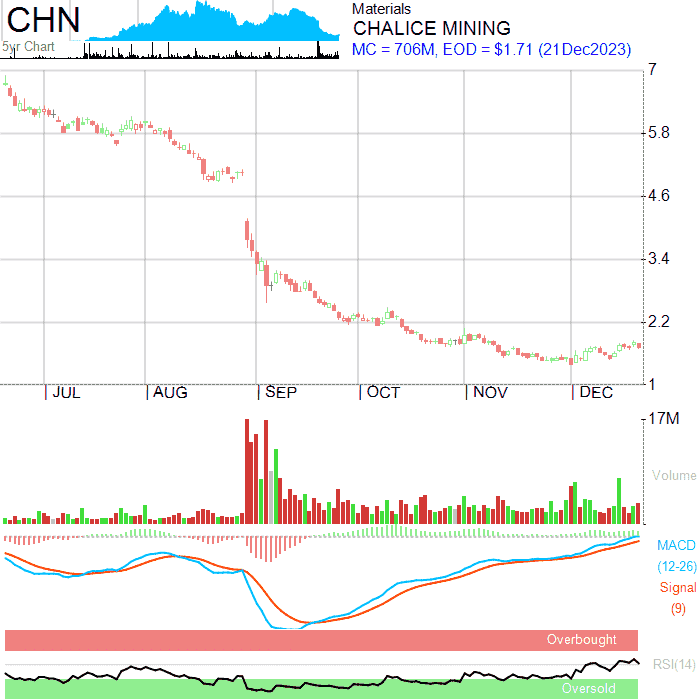 CHN
5yr Chart
Materials
CHALICE MINING
MC = 706M, EOD = $1.71 (21Dec2023)
7
5.8
4.6
3.4
2.2
1
JUL AUG SEP OCT NOV DEC
17M
Volume
MACD
(12-26)
Signal
(9)
Overbought
RSI(14)
Oversold